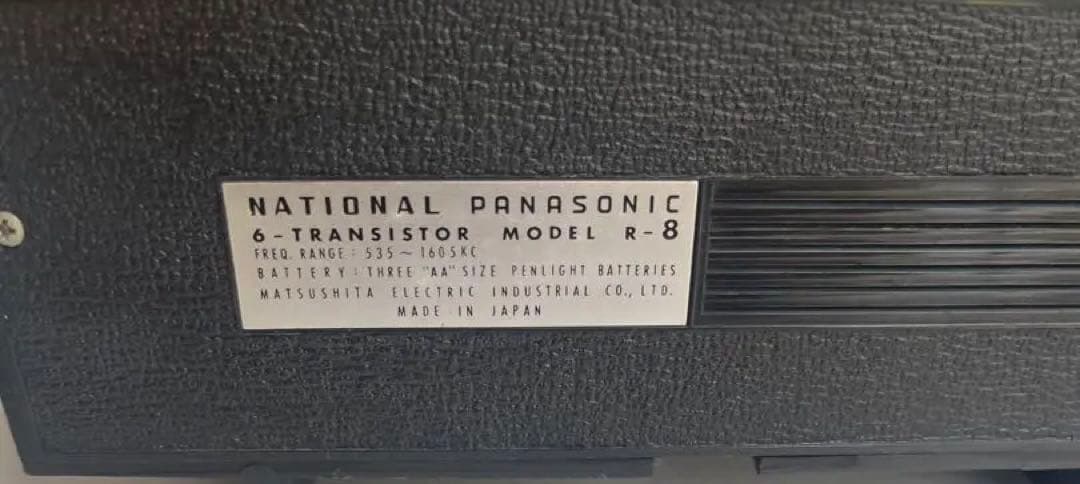 NATIONAL PANASONIC
6-TRANSISTOR MODEL R-8
FREQ. RANGE : 535 ~ 1605KC
BATTERY : THREE "AA" SIZE PENLIGHT BATTERIES
MATSUSHITA ELECTRIC INDUSTRIAL CO., LTD.
MADE IN JAPAN